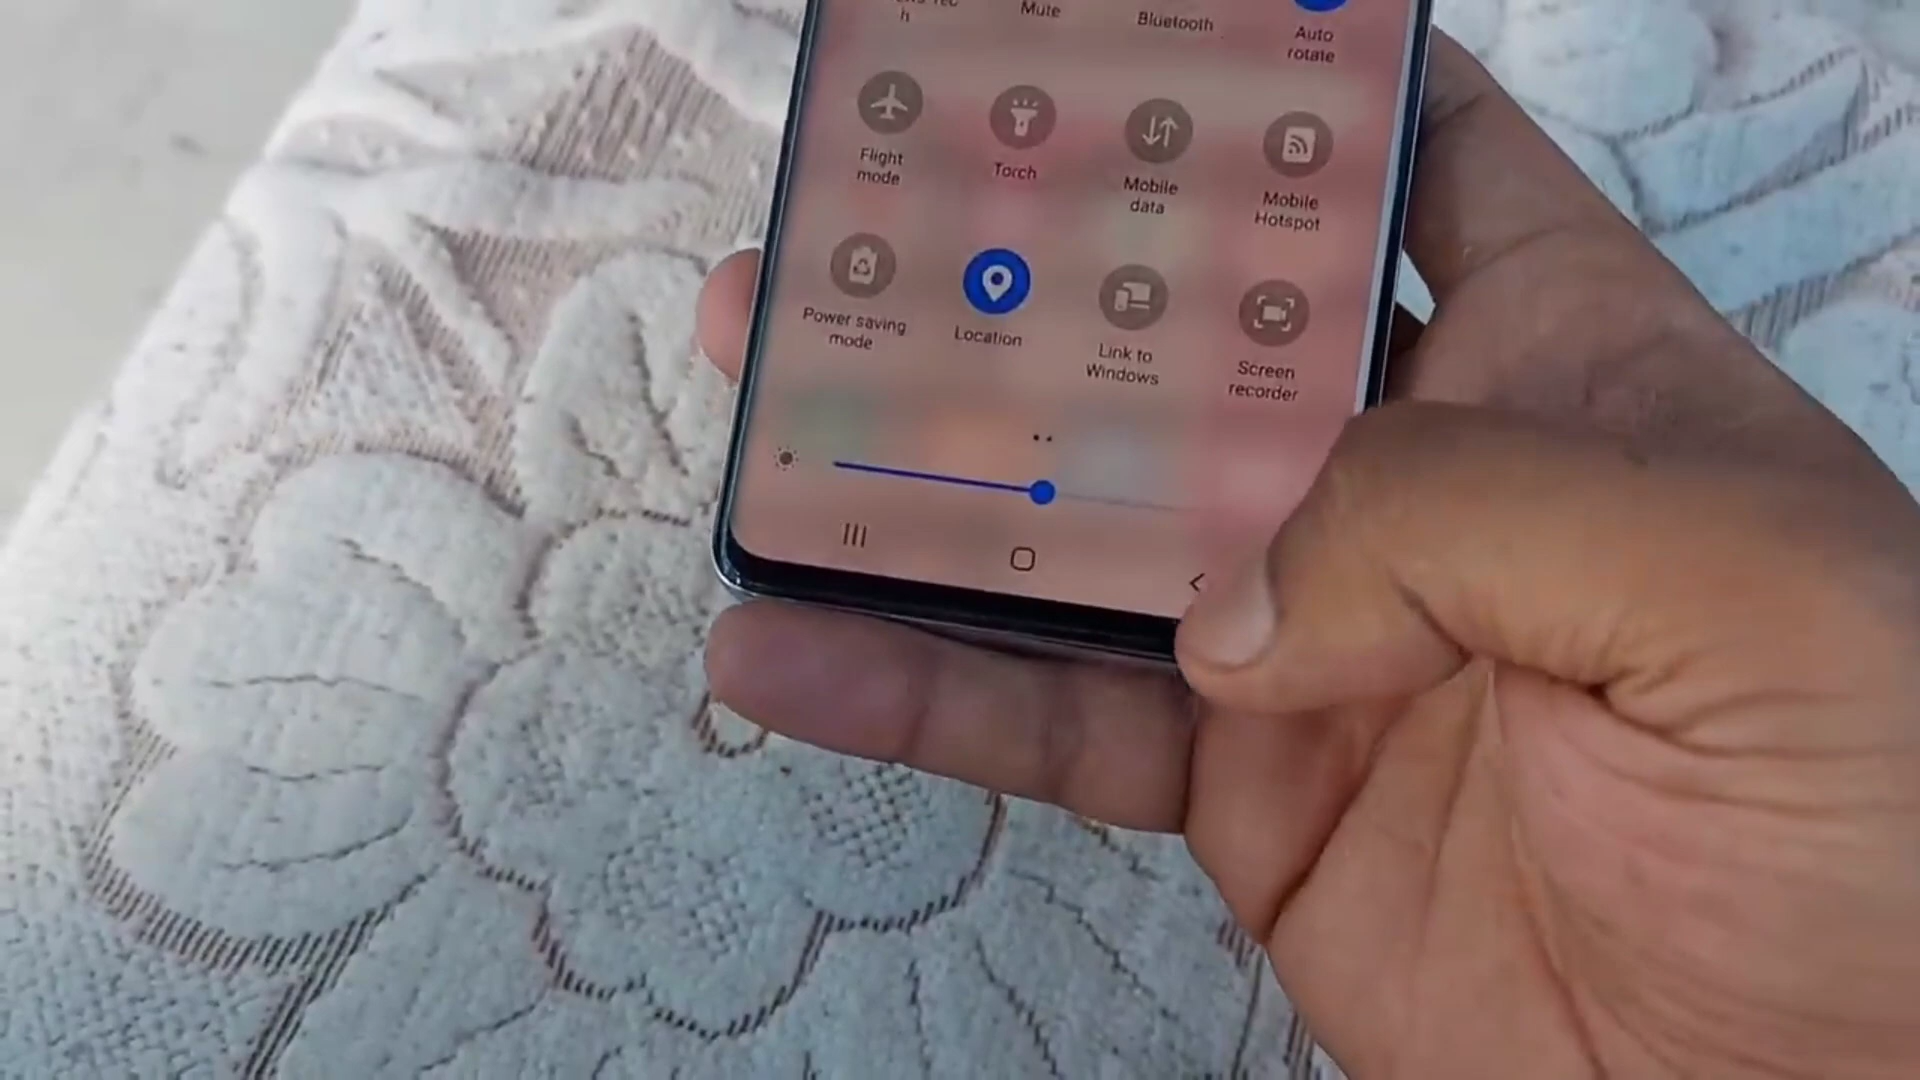 h
Mute
Bluetooth
Auto
rotate
Flight
mode
Torch
Mobile
data
Mobile
Hotspot
Power saving
mode
Location
Link to
Windows
Screen
recorder